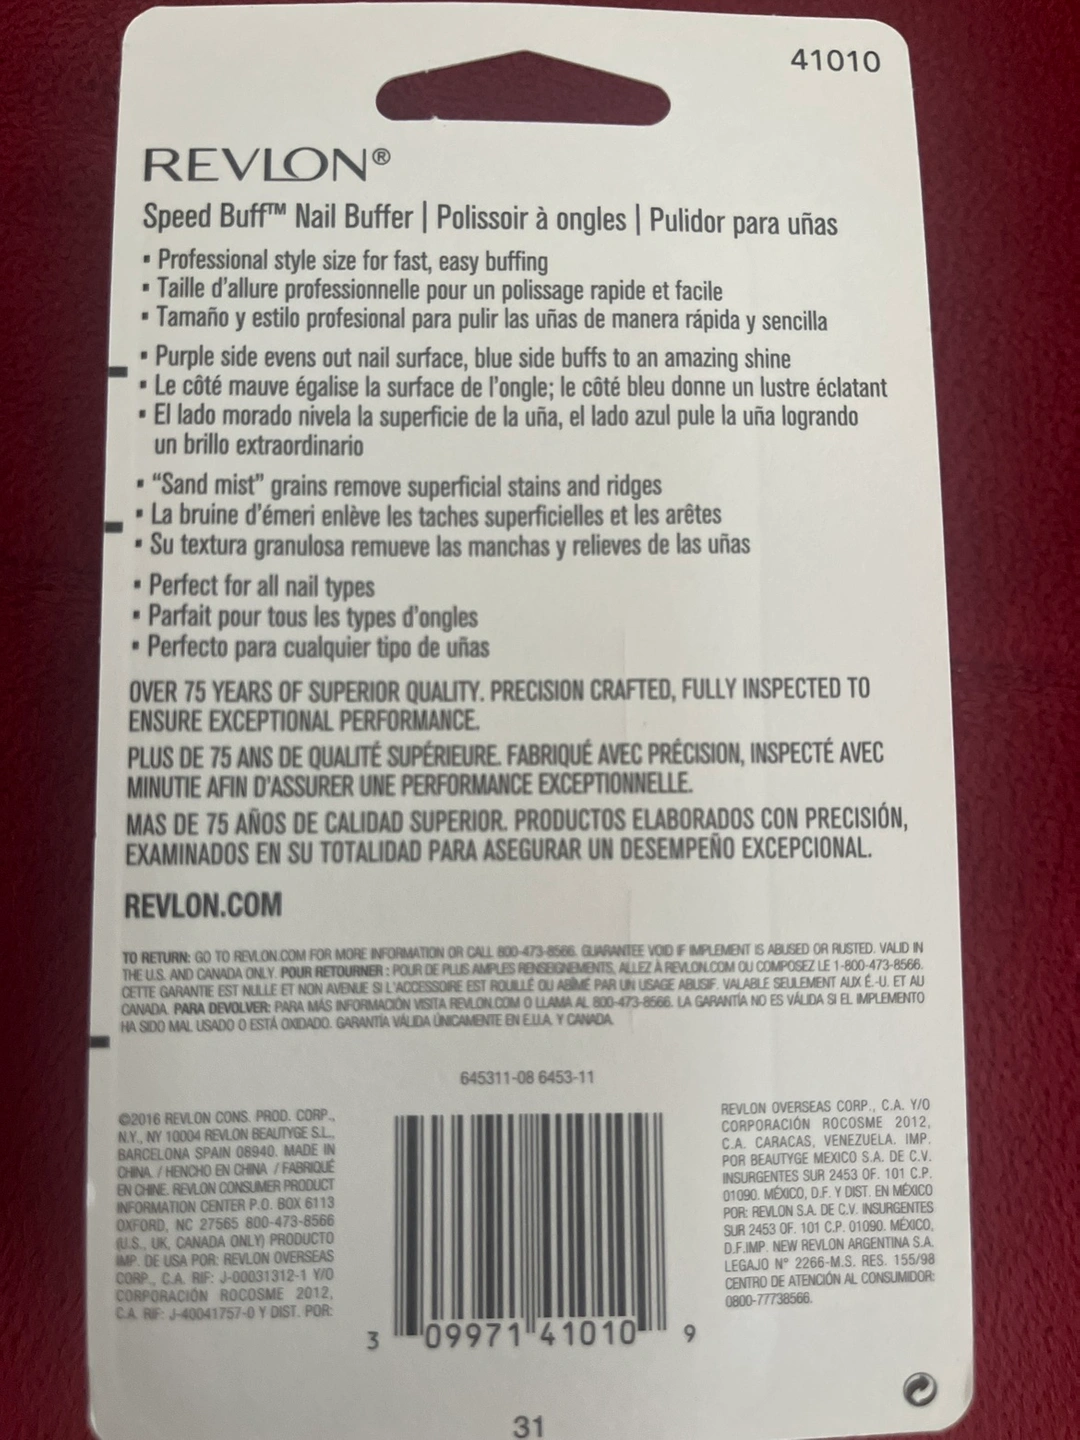 41010
REVLON®
Speed Buff™ Nail Buffer | Polissoir à ongles | Pulidor para uñas
▪ Professional style size for fast, easy buffing
▪ Taille d'allure professionnelle pour un polissage rapide et facile
▪ Tamaño y estilo profesional para pulir las uñas de manera rápida y sencilla
▪ Purple side evens out nail surface, blue side buffs to an amazing shine
▪ Le côté mauve égalise la surface de l'ongle; le côté bleu donne un lustre éclatant
▪ El lado morado nivela la superficie de la uña, el lado azul pule la uña logrando
un brillo extraordinario
▪ “Sand mist” grains remove superficial stains and ridges
▪ La bruine d'émeri enlève les taches superficielles et les arêtes
▪ Su textura granulosa remueve las manchas y relieves de las uñas
▪ Perfect for all nail types
▪ Parfait pour tous les types d'ongles
▪ Perfecto para cualquier tipo de uñas
OVER 75 YEARS OF SUPERIOR QUALITY. PRECISION CRAFTED, FULLY INSPECTED TO
ENSURE EXCEPTIONAL PERFORMANCE.
PLUS DE 75 ANS DE QUALITÉ SUPÉRIEURE. FABRIQUÉ AVEC PRÉCISION, INSPECTÉ AVEC
MINUTIE AFIN D'ASSURER UNE PERFORMANCE EXCEPTIONNELLE.
MAS DE 75 AÑOS DE CALIDAD SUPERIOR. PRODUCTOS ELABORADOS CON PRECISIÓN,
EXAMINADOS EN SU TOTALIDAD PARA ASEGURAR UN DESEMPEÑO EXCEPCIONAL.
REVLON.COM
TO RETURN: GO TO REVLON.COM FOR MORE INFORMATION OR CALL 800-473-8566. GUARANTEE VOID IF IMPLEMENT IS ABUSED OR RUSTED. VALID IN
THE U.S. AND CANADA ONLY. POUR RETOURNER : POUR DE PLUS AMPLES RENSEIGNEMENTS, ALLEZ À REVLON.COM OU COMPOSEZ LE 1-800-473-8566.
CETTE GARANTIE EST NULLE ET NON AVENUE SI L'ACCESSOIRE EST ROUILLÉ OU ABÎMÉ PAR UN USAGE ABUSIF. VALABLE SEULEMENT AUX É.-U. ET AU
CANADA. PARA DEVOLVER: PARA MÁS INFORMACIÓN VISITA REVLON.COM O LLAMA AL 800-473-8566. LA GARANTÍA NO ES VÁLIDA SI EL IMPLEMENTO
HA SIDO MAL USADO O ESTÁ OXIDADO. GARANTÍA VÁLIDA ÚNICAMENTE EN E.U.A. Y CANADA.
645311-08 6453-11
©2016 REVLON CONS. PROD. CORP.,
N.Y., NY 10004 REVLON BEAUTYGE S.L.,
BARCELONA SPAIN 08940. MADE IN
CHINA. / HENCHO EN CHINA / FABRIQUÉ
EN CHINE. REVLON CONSUMER PRODUCT
INFORMATION CENTER P.O. BOX 6113
OXFORD, NC 27565 800-473-8566
(U.S., UK, CANADA ONLY) PRODUCTO
IMP. DE USA POR: REVLON OVERSEAS
CORP., C.A. RIF: J-00031312-1 Y/O
CORPORACIÓN ROCOSME 2012,
C.A. RIF: J-40041757-0 Y DIST. POR:
REVLON OVERSEAS CORP., C.A. Y/O
CORPORACIÓN ROCOSME 2012,
C.A. CARACAS, VENEZUELA. IMP.
POR BEAUTYGE MEXICO S.A. DE C.V.
INSURGENTES SUR 2453 OF. 101 C.P.
01090. MÉXICO, D.F. Y DIST. EN MÉXICO
POR: REVLON S.A. DE C.V. INSURGENTES
SUR 2453 OF. 101 C.P. 01090. MÉXICO,
D.F.IMP. NEW REVLON ARGENTINA S.A.
LEGAJO N° 2266-M.S. RES. 155/98
CENTRO DE ATENCIÓN AL CONSUMIDOR:
0800-77738566.
3 09971 41010 9
31